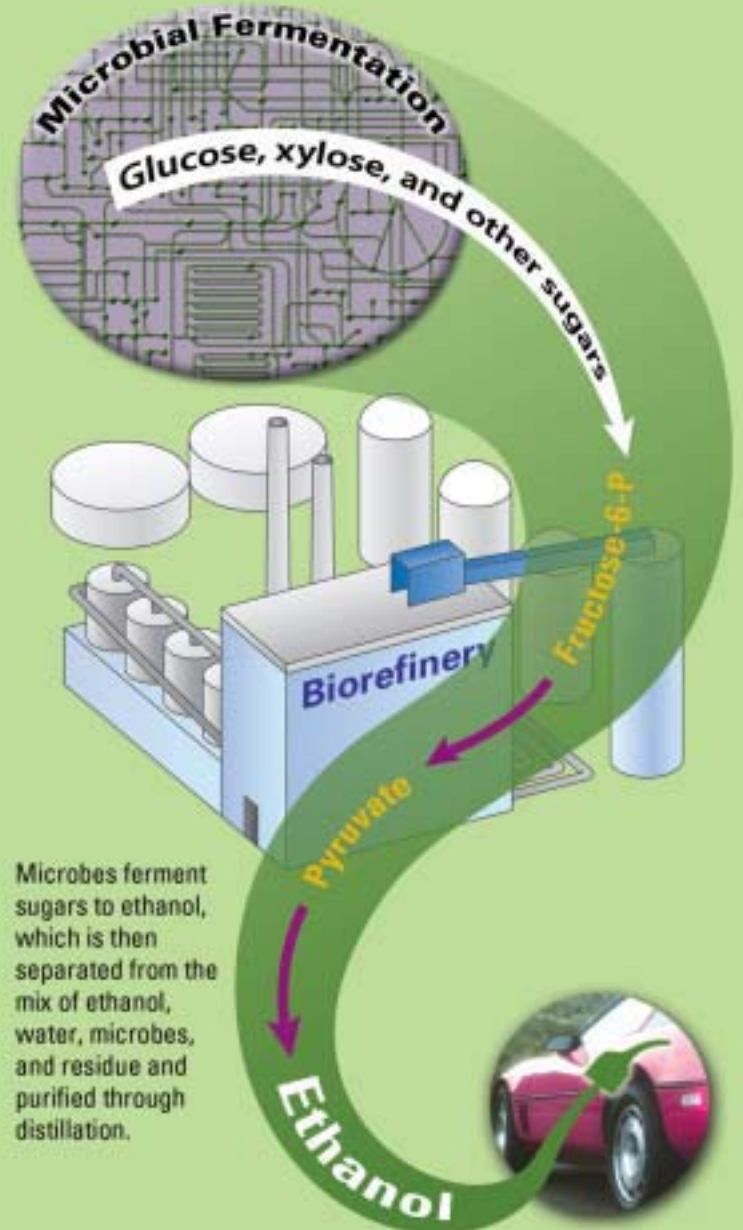 Microbial Fermentation
Glucose, xylose, and other sugars
Fructose-6-P
Biorefinery
Pyruvate
Microbes ferment
sugars to ethanol,
which is then
separated from the
mix of ethanol,
water, microbes,
and residue and
purified through
distillation.
Ethanol